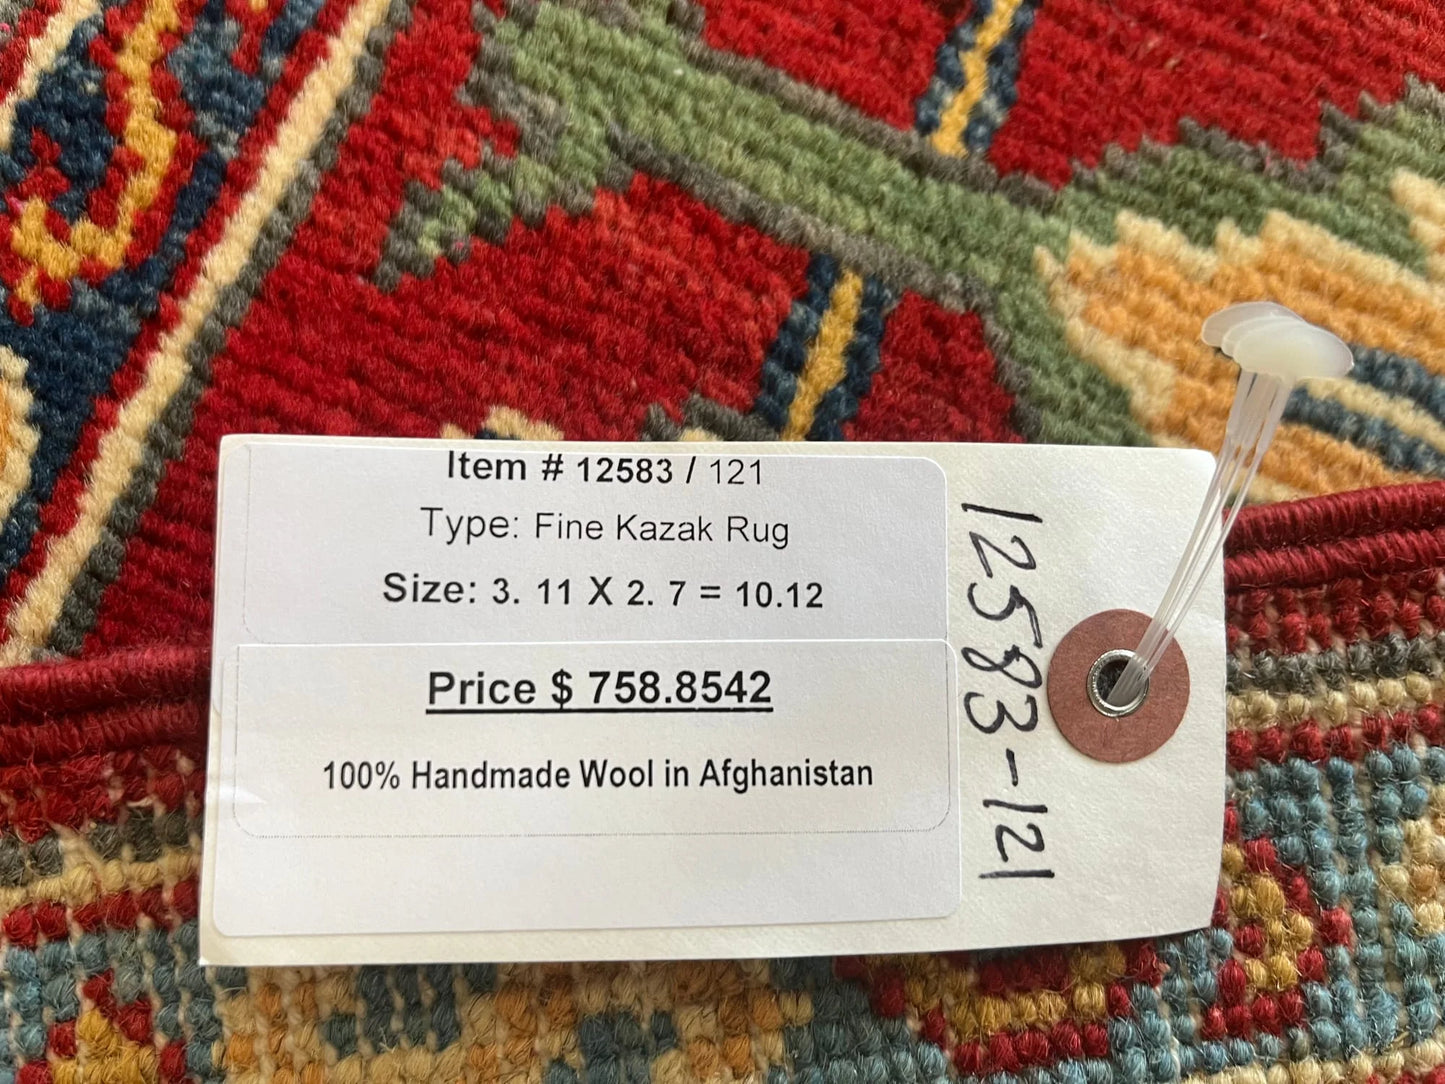 Item # 12583 / 121
Type: Fine Kazak Rug
Size: 3. 11 X 2. 7 = 10.12
Price $ 758.8542
100% Handmade Wool in Afghanistan
12583-121